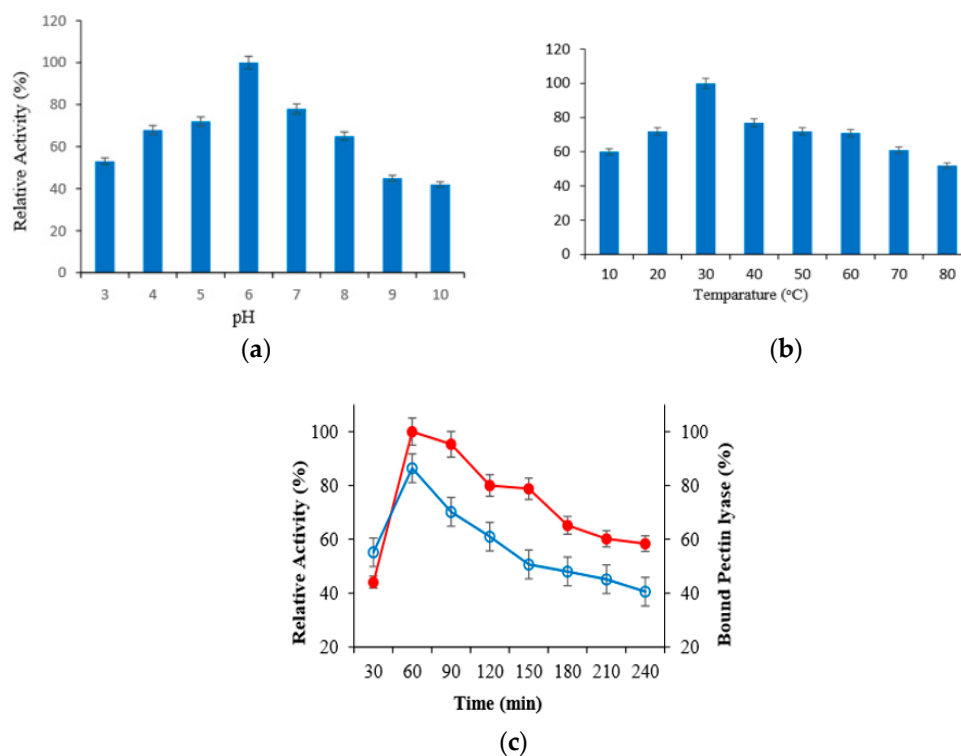 120
100
80
60
40
20
0
Relative Activity (%)
3 4 5 6 7 8 9 10
pH
(a)
120
100
80
60
40
20
0
10 20 30 40 50 60 70 80
Temparature (°C)
(b)
100
80
60
40
20
Relative Activity (%)
100
80
60
40
20
Bound Pectin lyase (%)
30 60 90 120 150 180 210 240
Time (min)
(c)